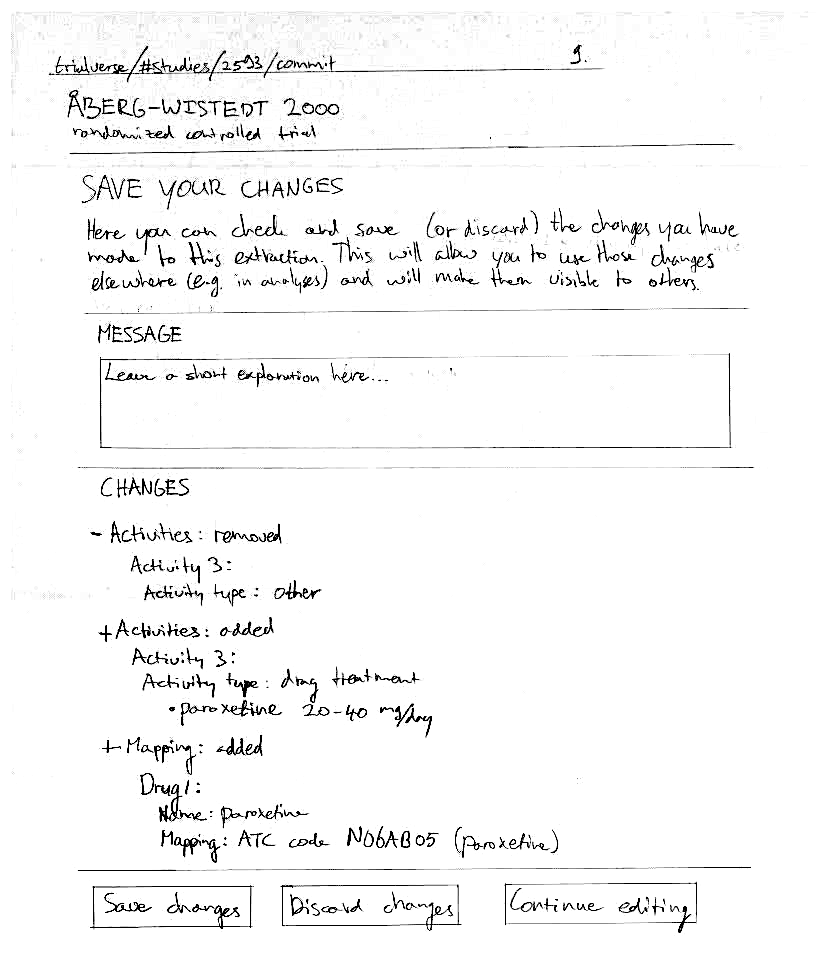 trialverse/#studies/2593/commit 9.
ÅBERG-WISTEDT 2000
randomized controlled trial
SAVE YOUR CHANGES
Here you can check and save (or discard) the changes you have
made to this extraction. This will allow you to use those changes
elsewhere (e.g. in analyses) and will make them visible to others.
MESSAGE
Leave a short explanation here...
CHANGES
- Activities: removed
Activity 3:
Activity type: other
+ Activities: added
Activity 3:
Activity type: drug treatment
• paroxetine 20-40 mg/day
+ Mapping: added
Drug 1:
Name: paroxetine
Mapping: ATC code N06AB05 (paroxetine)
Save changes Discard changes Continue editing